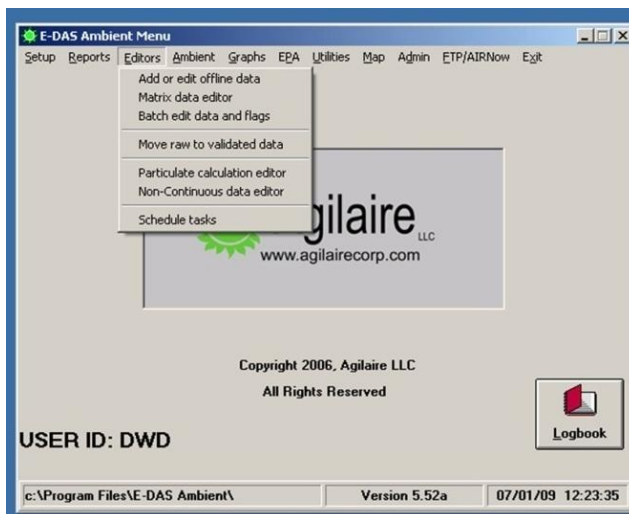 E-DAS Ambient Menu
Setup Reports Editors Ambient Graphs EPA Utilities Map Admin FTP/AIRNow Exit
Add or edit offline data
Matrix data editor
Batch edit data and flags
Move raw to validated data
Particulate calculation editor
Non-Continuous data editor
Schedule tasks
gilaire LLC
www.agilairecorp.com
Copyright 2006, Agilaire LLC
All Rights Reserved
Logbook
USER ID: DWD
c:\Program Files\E-DAS Ambient\ Version 5.52a 07/01/09 12:23:35